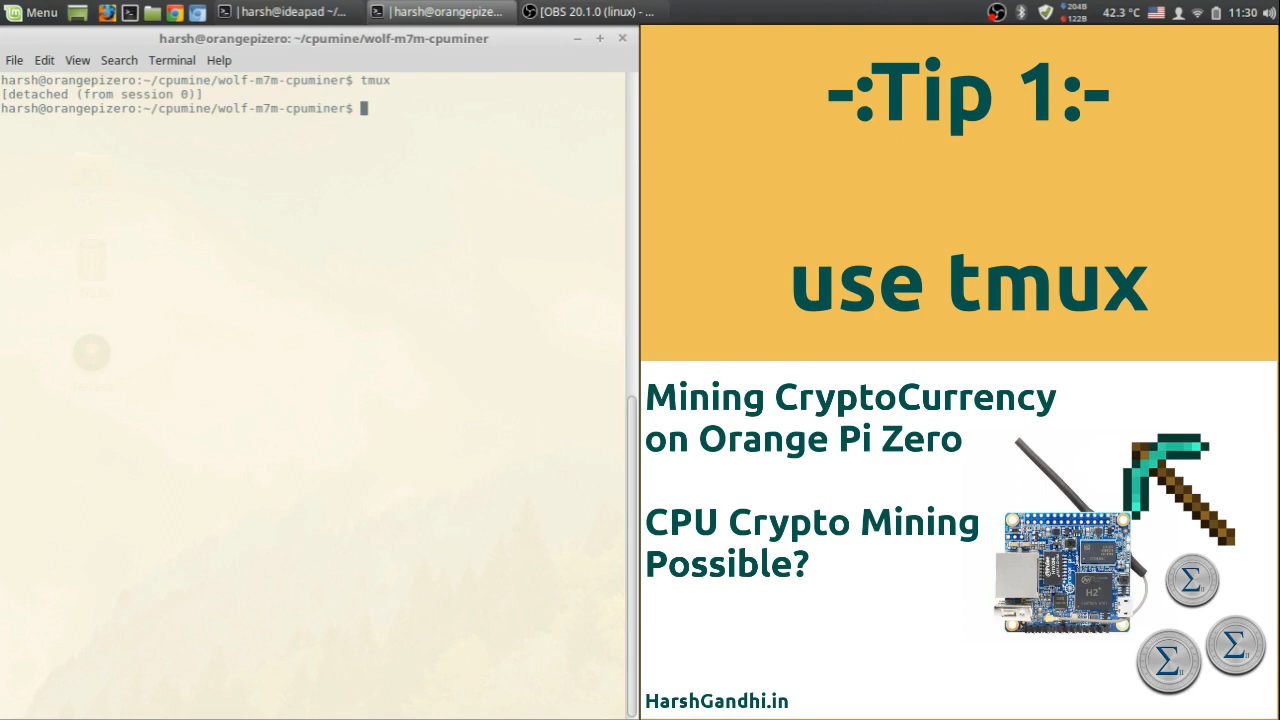 Menu
|harsh@ideapad ~/...
|harsh@orangepize...
[OBS 20.1.0 (linux) - ...
204B
122B
42.3 °C
11:30
harsh@orangepizero: ~/cpumine/wolf-m7m-cpuminer
File Edit View Search Terminal Help
harsh@orangepizero:~/cpumine/wolf-m7m-cpuminer$ tmux
[detached (from session 0)]
harsh@orangepizero:~/cpumine/wolf-m7m-cpuminer$
-:Tip 1:-
use tmux
Mining CryptoCurrency
on Orange Pi Zero
CPU Crypto Mining
Possible?
H2+
Σ
Σ
Σ
HarshGandhi.in